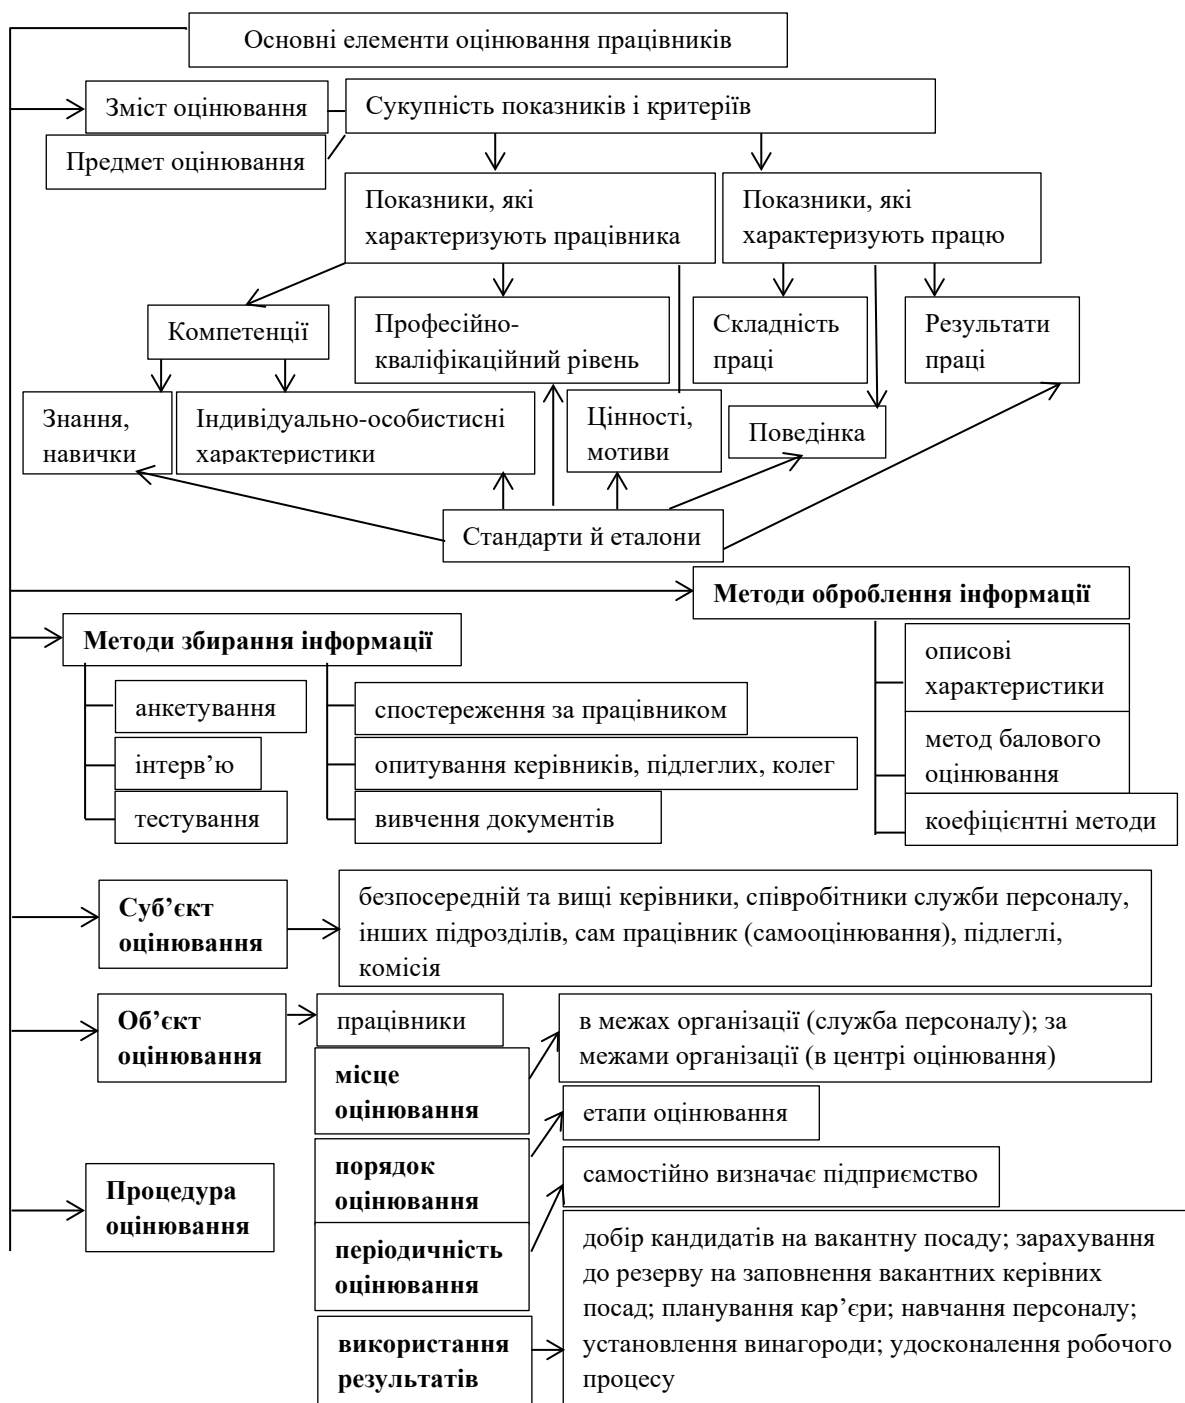 Основні елементи оцінювання працівників
Зміст оцінювання
Сукупність показників і критеріїв
Предмет оцінювання
Показники, які
характеризують працівника
Показники, які
характеризують працю
Компетенції
Професійно-
кваліфікаційний рівень
Складність
праці
Результати
праці
Знання,
навички
Індивідуально-особистисні
характеристики
Цінності,
мотиви
Поведінка
Стандарти й еталони
Методи оброблення інформації
Методи збирання інформації
описові
характеристики
метод балового
оцінювання
коефіцієнтні методи
анкетування
інтерв’ю
тестування
спостереження за працівником
опитування керівників, підлеглих, колег
вивчення документів
Суб’єкт
оцінювання
безпосередній та вищі керівники, співробітники служби персоналу,
інших підрозділів, сам працівник (самооцінювання), підлеглі,
комісія
Об’єкт
оцінювання
працівники
місце
оцінювання
в межах організації (служба персоналу); за
межами організації (в центрі оцінювання)
Процедура
оцінювання
порядок
оцінювання
етапи оцінювання
періодичність
оцінювання
самостійно визначає підприємство
використання
результатів
добір кандидатів на вакантну посаду; зарахування
до резерву на заповнення вакантних керівних
посад; планування кар’єри; навчання персоналу;
установлення винагороди; удосконалення робочого
процесу